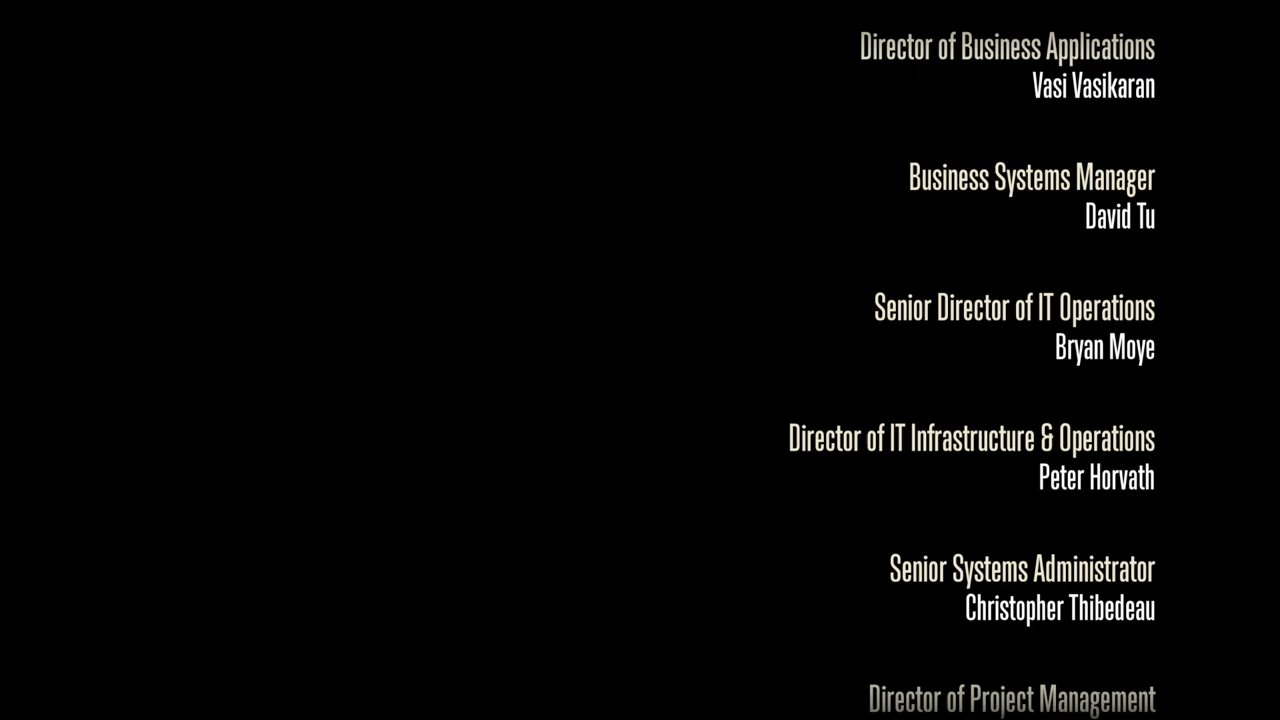 Director of Business Applications
Vasi Vasikaran
Business Systems Manager
David Tu
Senior Director of IT Operations
Bryan Moye
Director of IT Infrastructure & Operations
Peter Horvath
Senior Systems Administrator
Christopher Thibedeau
Director of Project Management